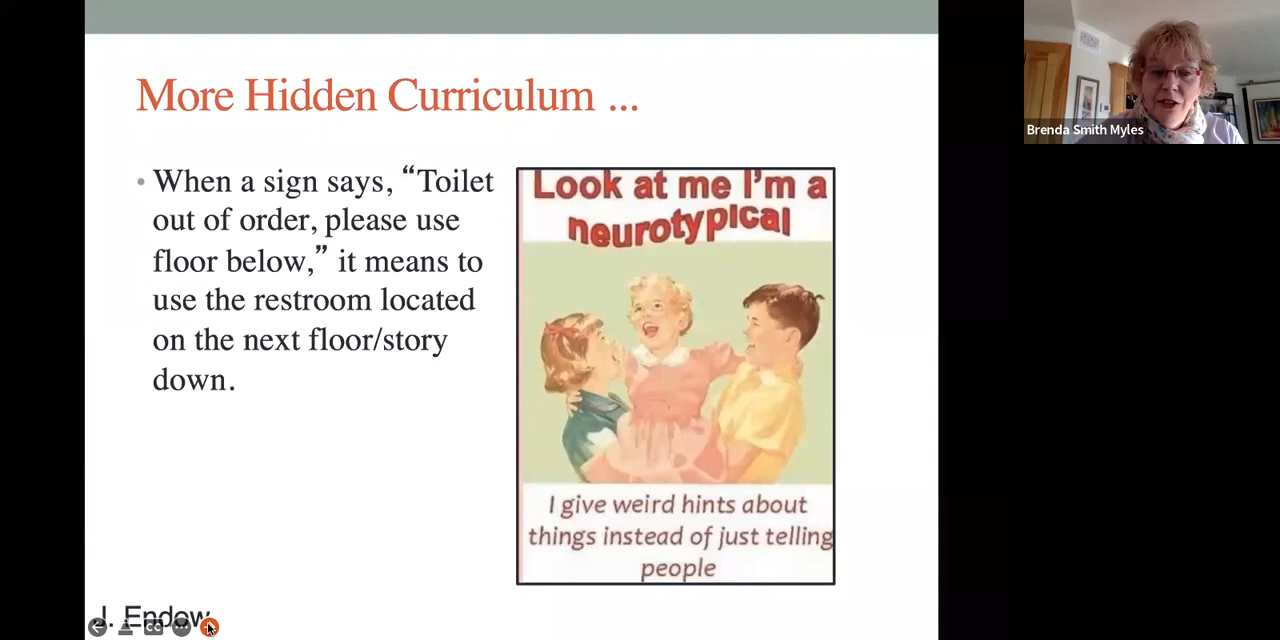 More Hidden Curriculum ...
• When a sign says, “Toilet
out of order, please use
floor below,” it means to
use the restroom located
on the next floor/story
down.
Look at me I'm a
neurotypical
I give weird hints about
things instead of just telling
people
J. Endow
CC
Brenda Smith Myles